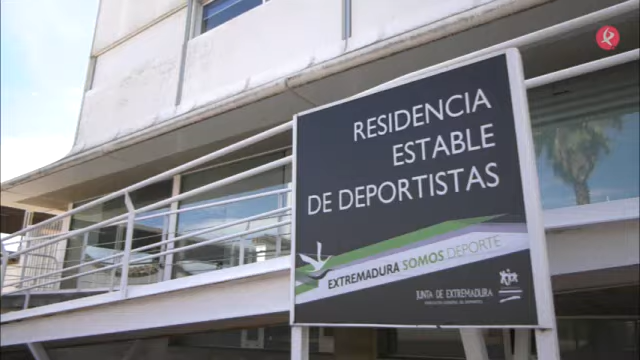 RESIDENCIA
ESTABLE
DE DEPORTISTAS
EXTREMADURA SOMOS DEPORTE
JUNTA DE EXTREMADURA